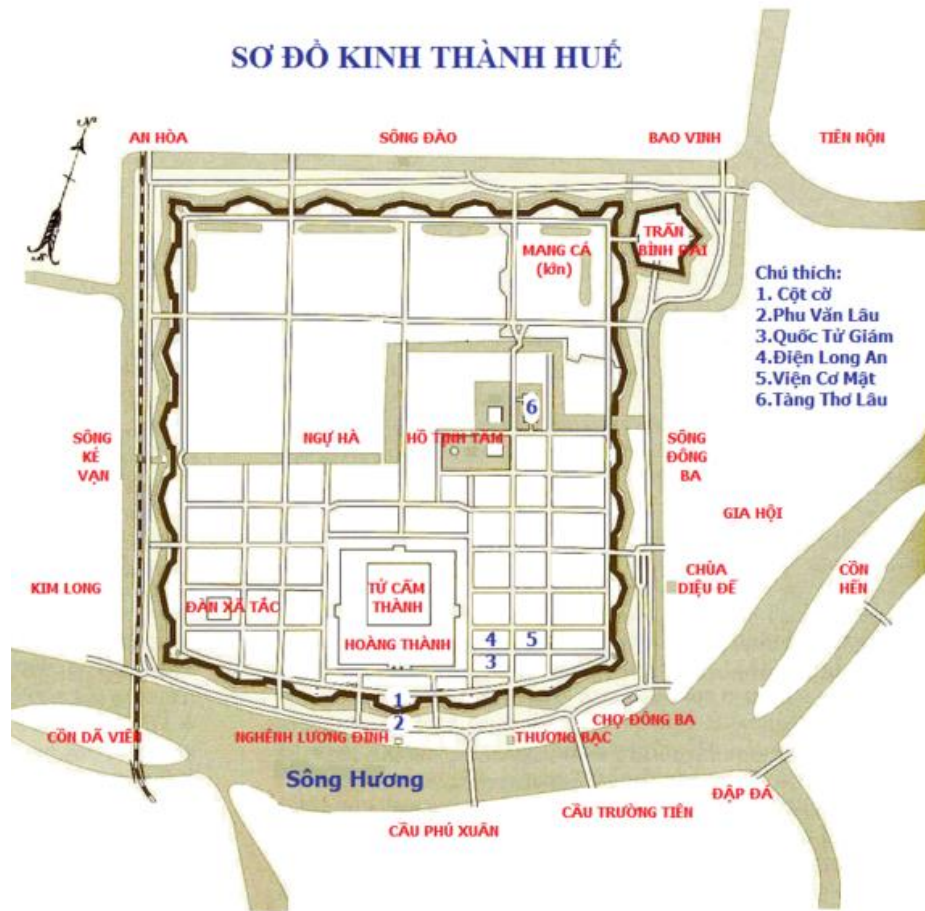 SƠ ĐỒ KINH THÀNH HUẾ
N
AN HÒA
SÔNG ĐÀO
BAO VINH
TIÊN NỘN
TRẤN
BÌNH ĐÀI
MANG CÁ
(lớn)
Chú thích:
1. Cột cờ
2.Phu Văn Lâu
3.Quốc Tử Giám
4.Điện Long An
5.Viện Cơ Mật
6.Tàng Thơ Lâu
6
SÔNG
KẺ
VẠN
NGỰ HÀ
HỒ TỊNH TÂM
SÔNG
ĐÔNG
BA
GIA HỘI
KIM LONG
ĐÀN XÃ TẮC
TỬ CẤM
THÀNH
HOÀNG THÀNH
CHÙA
DIỆU ĐẾ
CỒN
HẾN
4
5
3
1
2
CỒN DÃ VIÊN
NGHÊNH LƯƠNG ĐÌNH
THƯƠNG BẠC
CHỢ ĐÔNG BA
Sông Hương
ĐẬP ĐÁ
CẦU PHÚ XUÂN
CẦU TRƯỜNG TIÊN